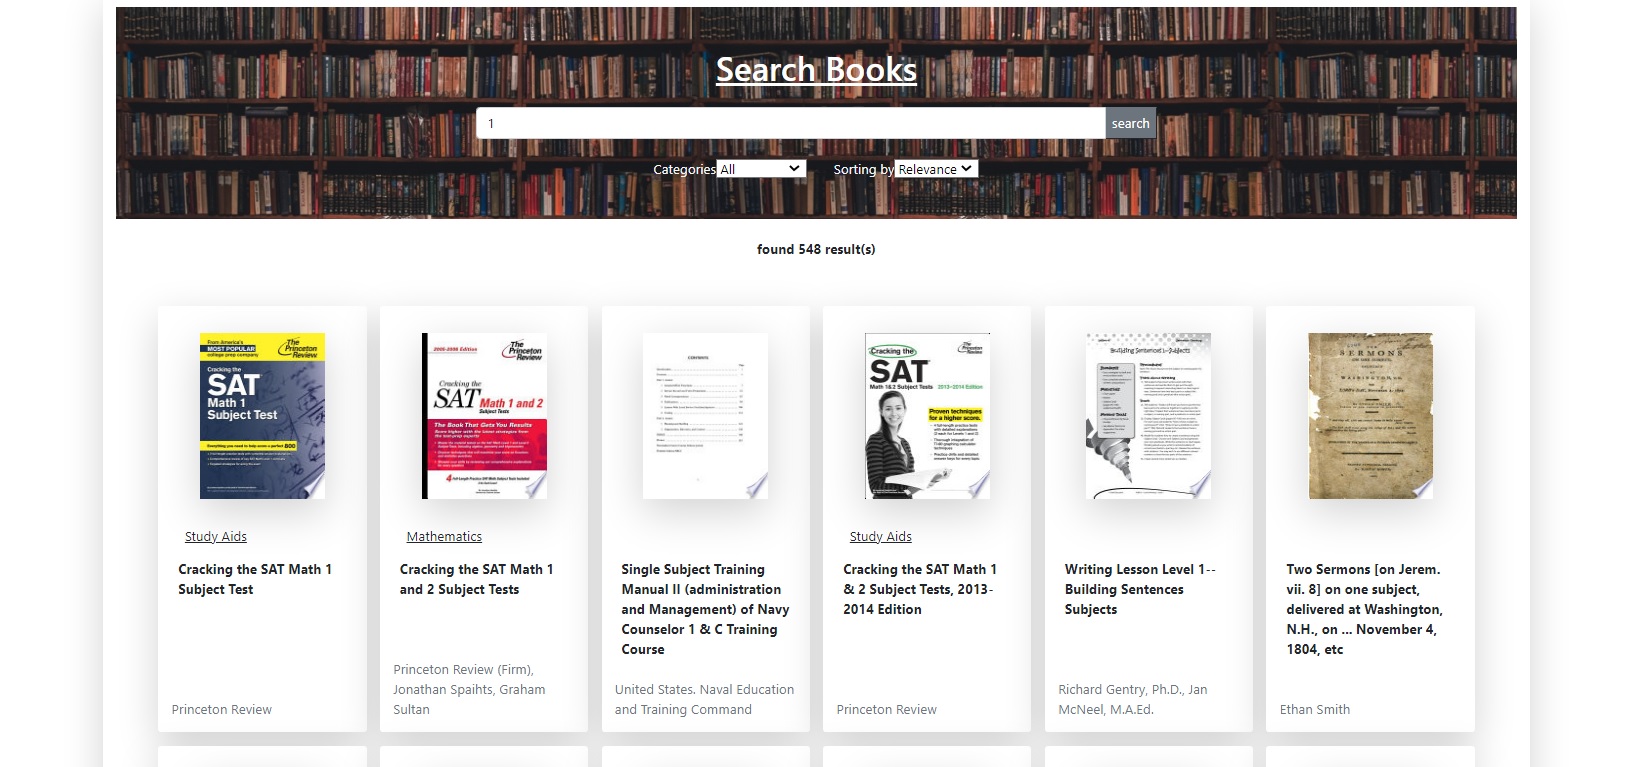 Search Books
1
search
Categories All
Sorting by Relevance
found 548 result(s)
From America's
MOST POPULAR
college prep company
The Princeton Review
Cracking the
SAT
Math 1
Subject Test
Everything you need to help score a perfect 800
2005-2006 Edition
The Princeton Review
Cracking the
SAT Math 1 and 2
Subject Tests
The Book That Gets You Results
CONTENTS
Cracking the
SAT
Math 1&2 Subject Tests 2013-2014 Edition
Proven techniques
for a higher score.
Building Sentences 1--Subjects
SERMONS
Study Aids
Cracking the SAT Math 1
Subject Test
Princeton Review
Mathematics
Cracking the SAT Math 1
and 2 Subject Tests
Princeton Review (Firm),
Jonathan Spaihts, Graham
Sultan
Single Subject Training
Manual II (administration
and Management) of Navy
Counselor 1 & C Training
Course
United States. Naval Education
and Training Command
Study Aids
Cracking the SAT Math 1
& 2 Subject Tests, 2013-
2014 Edition
Princeton Review
Writing Lesson Level 1--
Building Sentences
Subjects
Richard Gentry, Ph.D., Jan
McNeel, M.A.Ed.
Two Sermons [on Jerem.
vii. 8] on one subject,
delivered at Washington,
N.H., on ... November 4,
1804, etc
Ethan Smith